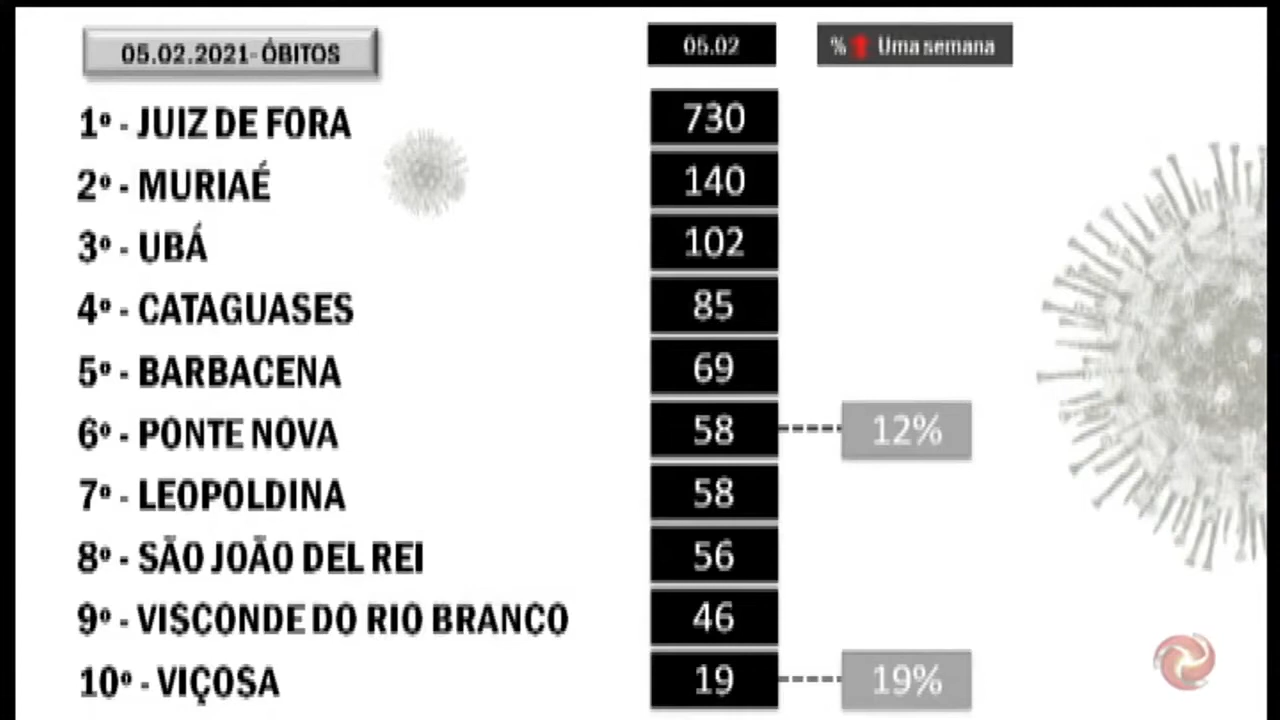 05.02.2021- ÓBITOS 05.02 % Uma semana
1º - JUIZ DE FORA 730
2º - MURIAÉ 140
3º - UBÁ 102
4º - CATAGUASES 85
5º - BARBACENA 69
6º - PONTE NOVA 58 12%
7º - LEOPOLDINA 58
8º - SÃO JOÃO DEL REI 56
9º - VISCONDE DO RIO BRANCO 46
10º - VIÇOSA 19 19%